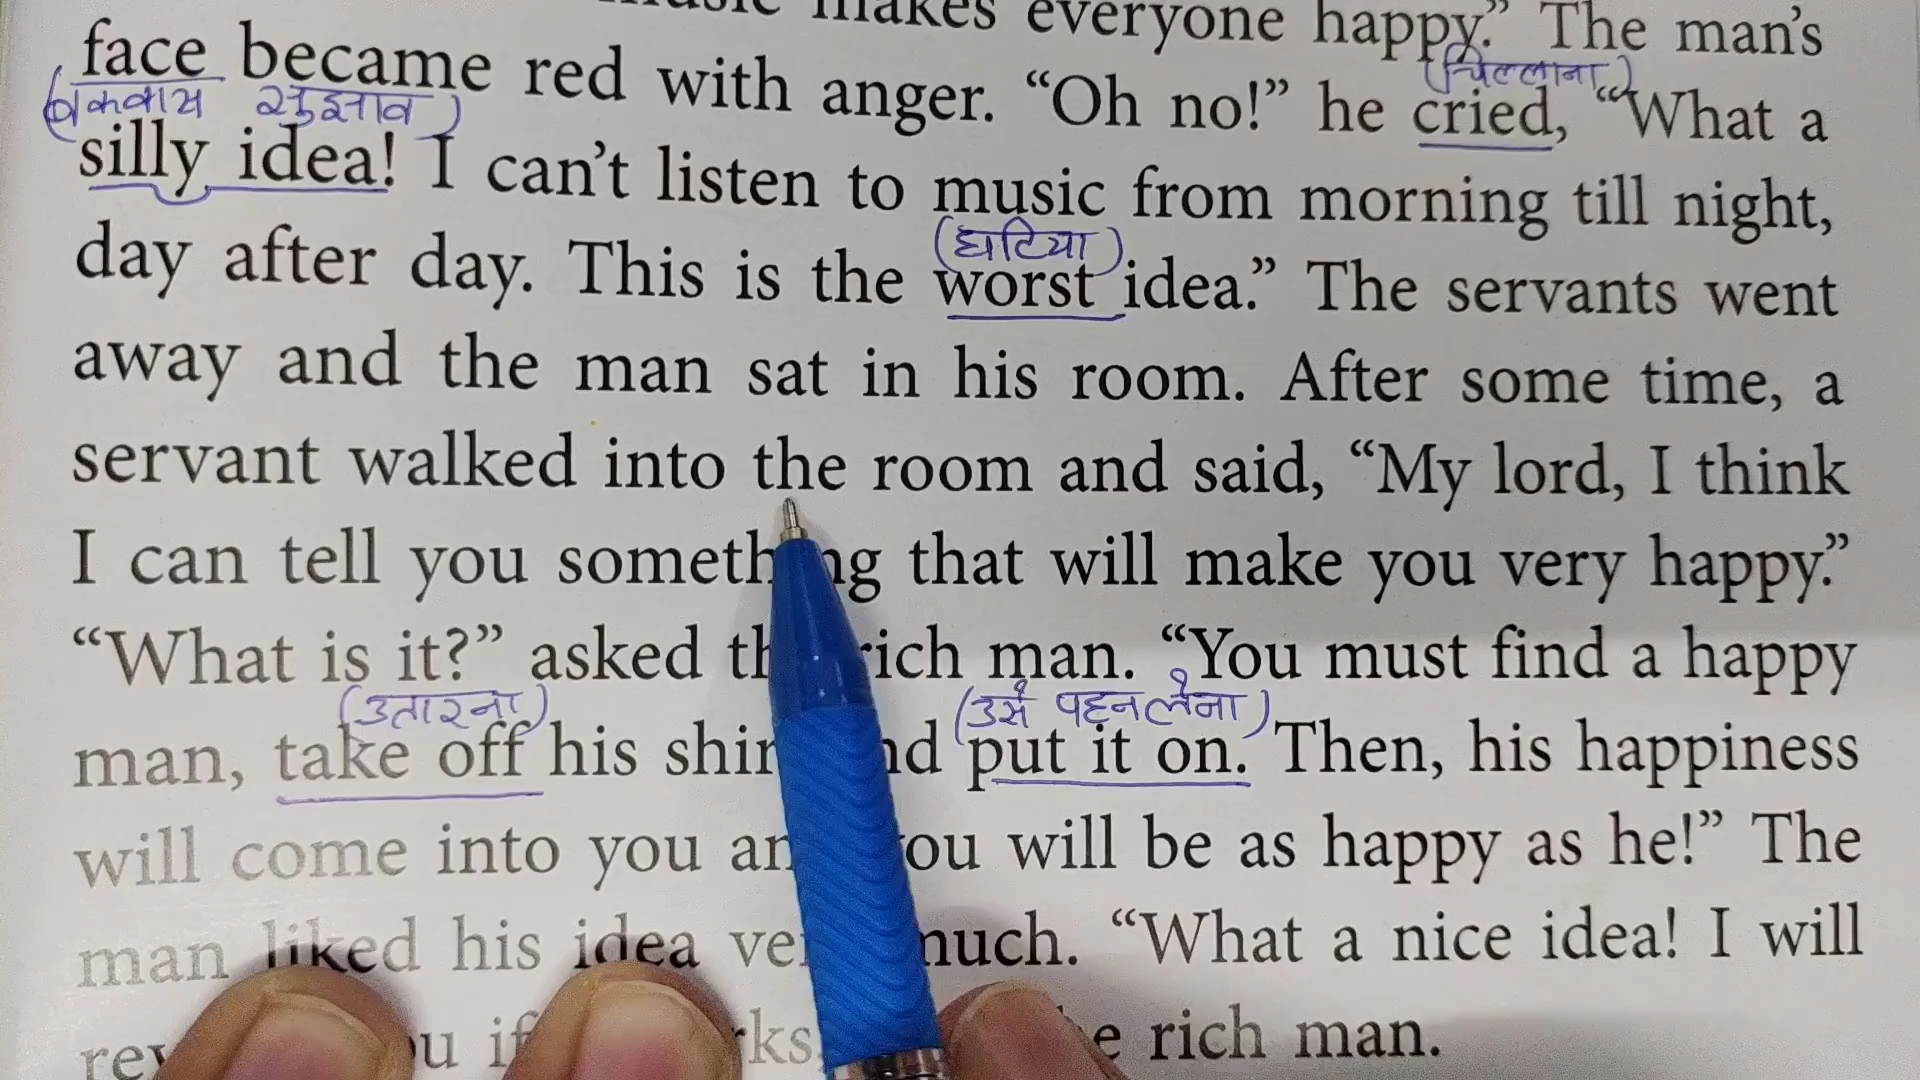 music makes everyone happy.” The man’s
face became red with anger. “Oh no!” he cried, “What a
(चिल्लाना)
(बकवास सुझाव)
silly idea! I can’t listen to music from morning till night,
(घटिया)
day after day. This is the worst idea.” The servants went
away and the man sat in his room. After some time, a
servant walked into the room and said, “My lord, I think
I can tell you something that will make you very happy.”
“What is it?” asked the rich man. “You must find a happy
(उतारना) (उसे पहन लेना)
man, take off his shirt and put it on. Then, his happiness
will come into you and you will be as happy as he!” The
man liked his idea very much. “What a nice idea! I will
rich man.